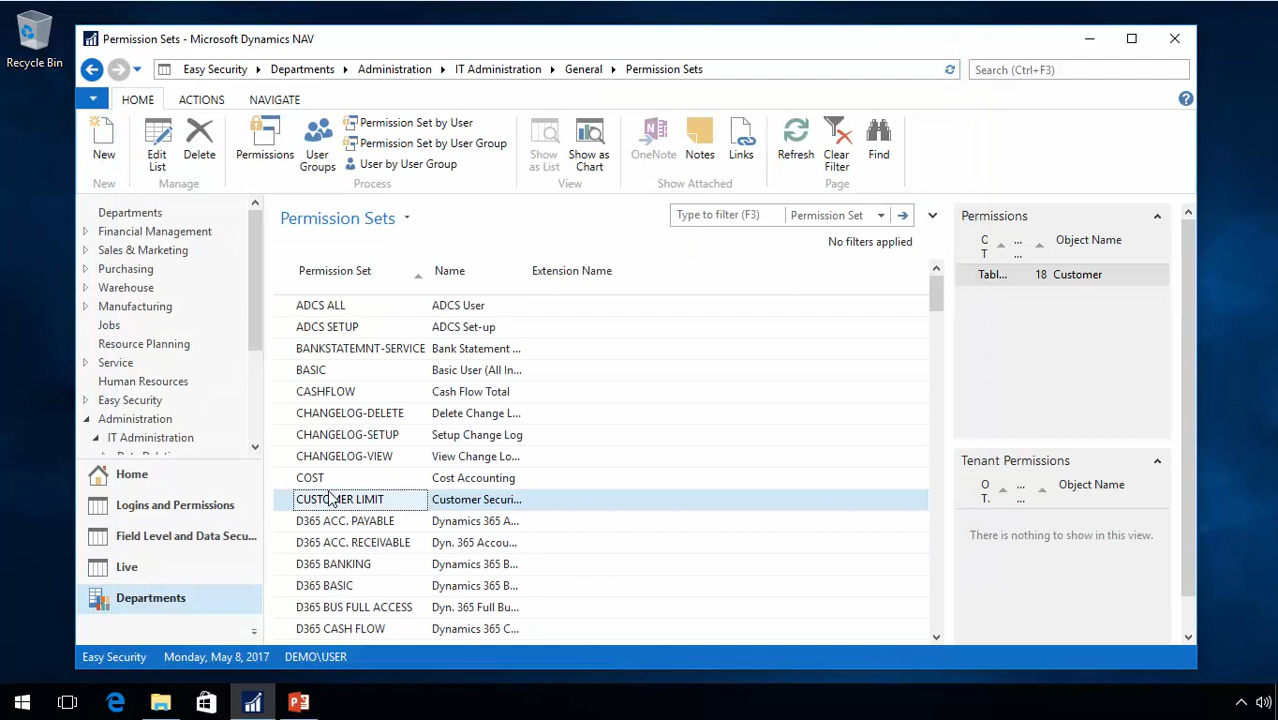 Recycle Bin
Permission Sets - Microsoft Dynamics NAV
Easy Security
Departments
Administration
IT Administration
General
Permission Sets
Search (Ctrl+F3)
HOME
ACTIONS
NAVIGATE
New
Edit List
Delete
Permissions
User Groups
Permission Set by User
Permission Set by User Group
User by User Group
Show as List
Show as Chart
OneNote
Notes
Links
Refresh
Clear Filter
Find
New
Manage
Process
View
Show Attached
Page
Departments
Financial Management
Sales & Marketing
Purchasing
Warehouse
Manufacturing
Jobs
Resource Planning
Service
Human Resources
Easy Security
Administration
IT Administration
Home
Logins and Permissions
Field Level and Data Secu...
Live
Departments
Permission Sets
Type to filter (F3)
Permission Set
No filters applied
Permission Set Name Extension Name
ADCS ALL ADCS User
ADCS SETUP ADCS Set-up
BANKSTATEMNT-SERVICE Bank Statement ...
BASIC Basic User (All In...
CASHFLOW Cash Flow Total
CHANGELOG-DELETE Delete Change L...
CHANGELOG-SETUP Setup Change Log
CHANGELOG-VIEW View Change Lo...
COST Cost Accounting
CUSTOMER LIMIT Customer Securi...
D365 ACC. PAYABLE Dynamics 365 A...
D365 ACC. RECEIVABLE Dyn. 365 Accou...
D365 BANKING Dynamics 365 B...
D365 BASIC Dynamics 365 B...
D365 BUS FULL ACCESS Dyn. 365 Full Bu...
D365 CASH FLOW Dynamics 365 C...
Permissions
O ... Object Name
T
Tabl... 18 Customer
Tenant Permissions
O ... Object Name
T. ...
There is nothing to show in this view.
Easy Security
Monday, May 8, 2017
DEMO\USER